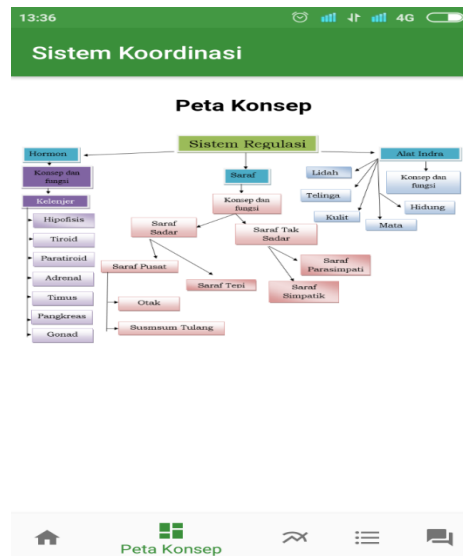 13:36
4G
Sistem Koordinasi
Peta Konsep
Sistem Regulasi
Hormon
Konsep dan
fungsi
Kelenjer
Hipofisis
Tiroid
Paratiroid
Adrenal
Timus
Pangkreas
Gonad
Saraf
Konsep dan
fungsi
Saraf
Sadar
Saraf Tak
Sadar
Saraf Pusat
Saraf Tepi
Otak
Susmsum Tulang
Saraf
Parasimpati
Saraf
Simpatik
Alat Indra
Lidah
Telinga
Kulit
Mata
Konsep dan
fungsi
Hidung
Peta Konsep